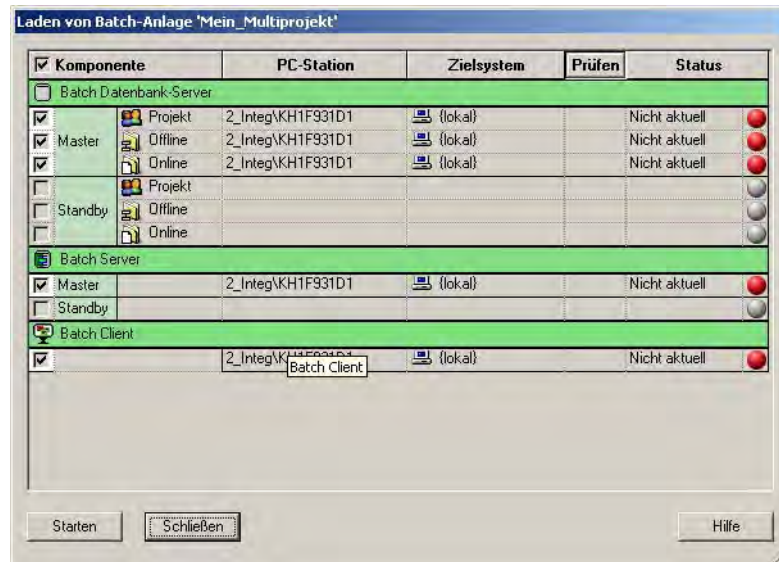 Laden von Batch-Anlage 'Mein_Multiprojekt'
Komponente PC-Station Zielsystem Prüfen Status
Batch Datenbank-Server
Projekt 2_Integ\KH1F931D1 {lokal} Nicht aktuell
Master Offline 2_Integ\KH1F931D1 {lokal} Nicht aktuell
Online 2_Integ\KH1F931D1 {lokal} Nicht aktuell
Projekt
Standby Offline
Online
Batch Server
Master 2_Integ\KH1F931D1 {lokal} Nicht aktuell
Standby
Batch Client
{lokal} Nicht aktuell
Batch Client
Starten Schließen Hilfe